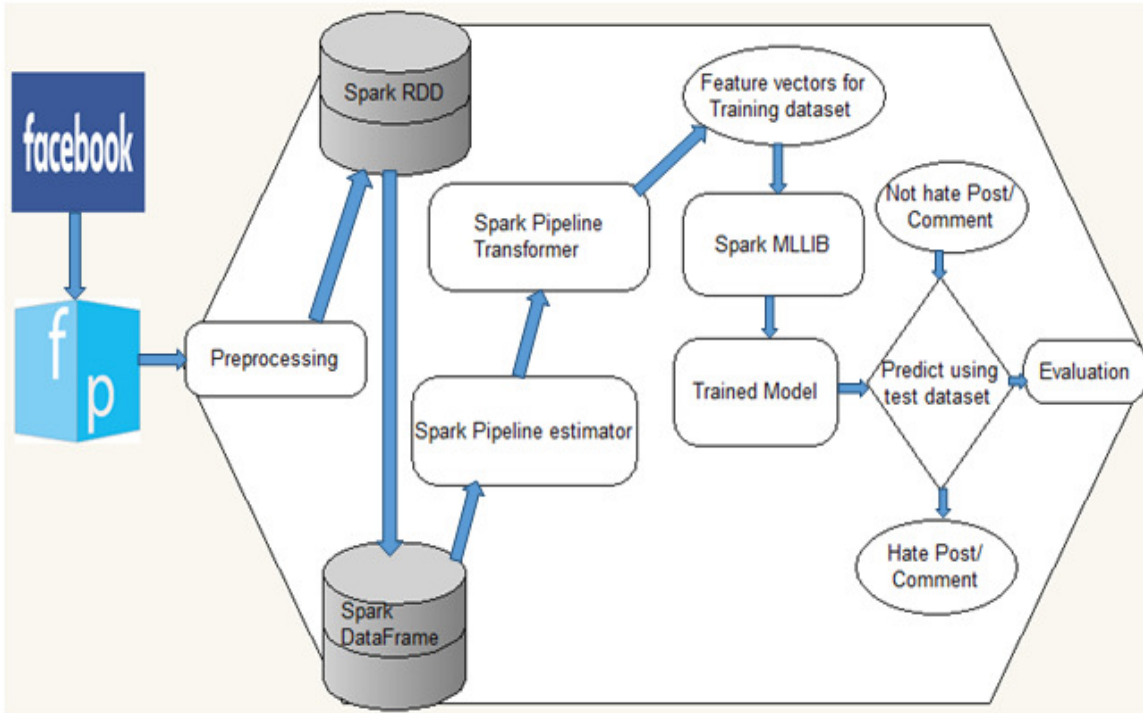 facebook
f
p
Preprocessing
Spark RDD
Spark
DataFrame
Spark Pipeline estimator
Spark Pipeline
Transformer
Feature vectors for
Training dataset
Spark MLLIB
Trained Model
Not hate Post/
Comment
Predict using
test dataset
Hate Post/
Comment
Evaluation